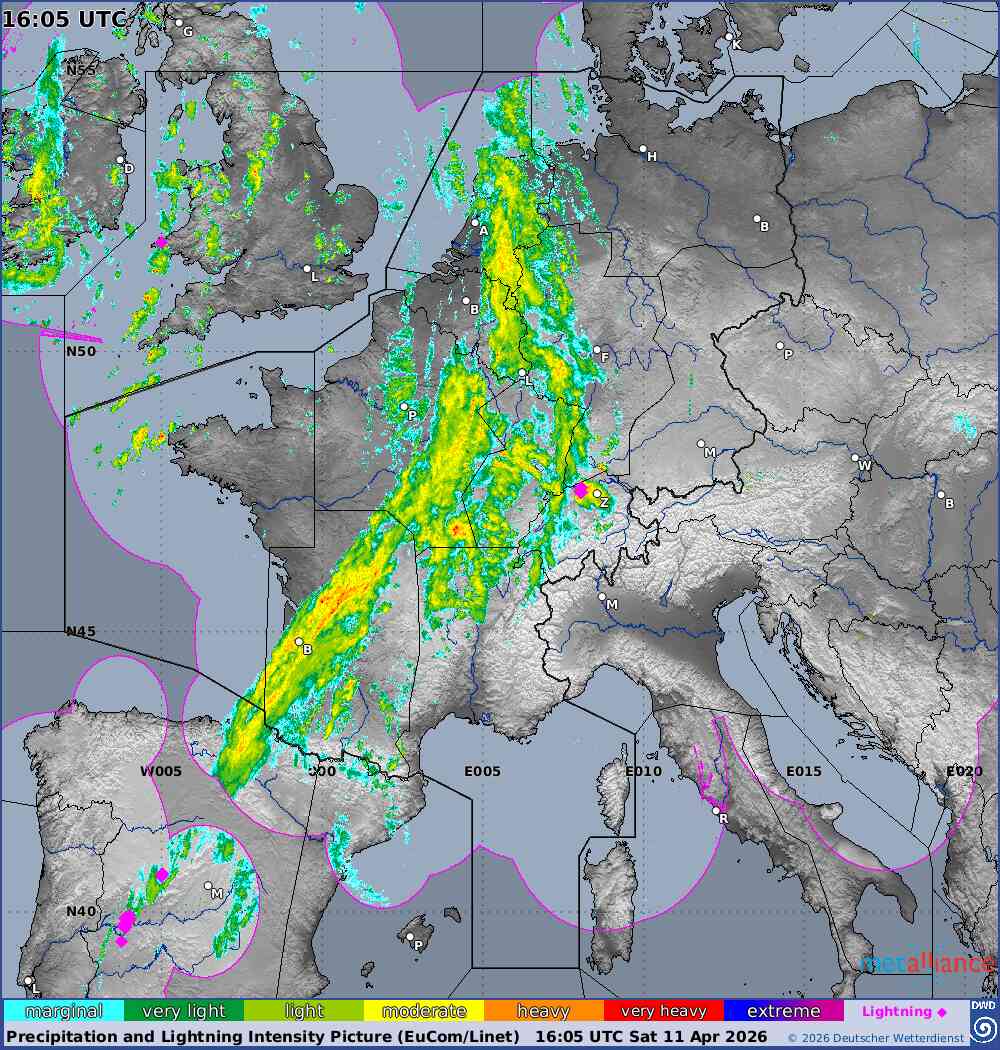 16:05 UTC
G
K
N55
D
H
A
B
L
B
N50
F
P
L
P
M
W
B
Z
M
N45
B
W005
000
E005
E010
E015
E020
R
M
N40
P
L
metalliance
marginal very light light moderate heavy very heavy extreme Lightning DWD
Precipitation and Lightning Intensity Picture (EuCom/Linet) 16:05 UTC Sat 11 Apr 2026 © 2026 Deutscher Wetterdienst